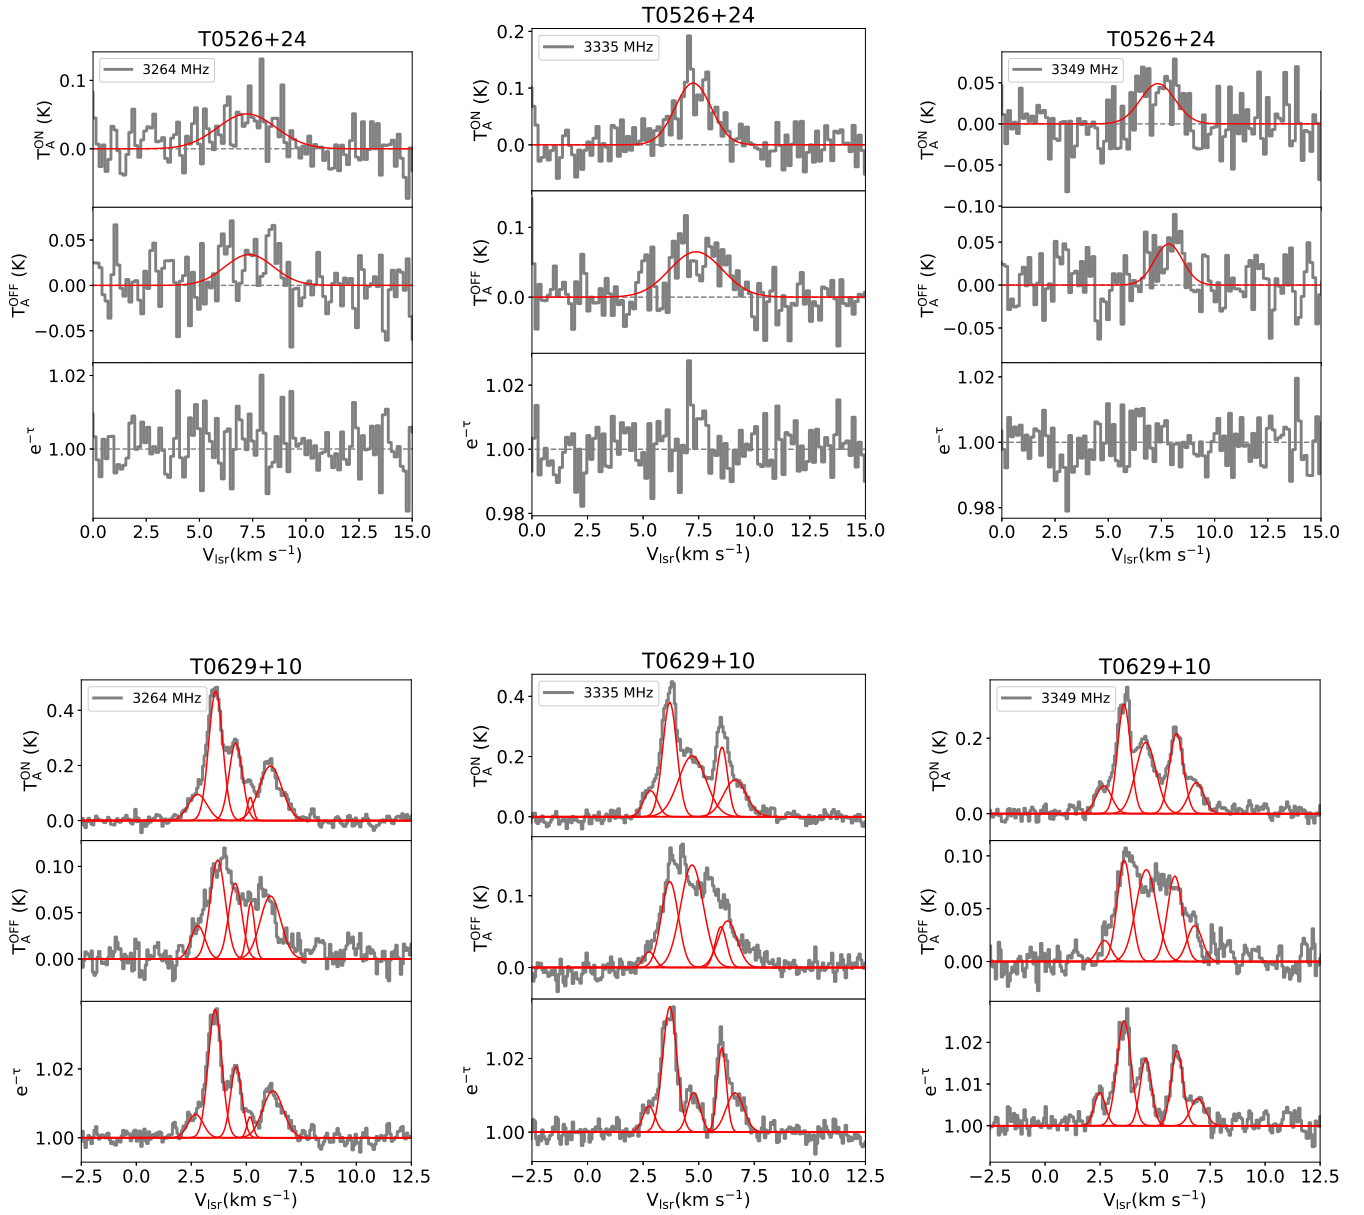 T0526+24
3264 MHz
0.1
0.0
T_A^ON (K)
0.05
0.00
−0.05
T_A^OFF (K)
1.02
1.00
e^−τ
0.0 2.5 5.0 7.5 10.0 12.5 15.0
V_lsr(km s^−1)
T0526+24
3335 MHz
0.2
0.1
0.0
T_A^ON (K)
0.1
0.0
T_A^OFF (K)
1.02
1.00
0.98
e^−τ
0.0 2.5 5.0 7.5 10.0 12.5 15.0
V_lsr(km s^−1)
T0526+24
3349 MHz
0.05
0.00
−0.05
−0.10
T_A^ON (K)
0.05
0.00
−0.05
T_A^OFF (K)
1.02
1.00
0.98
e^−τ
0.0 2.5 5.0 7.5 10.0 12.5 15.0
V_lsr(km s^−1)
T0629+10
3264 MHz
0.4
0.2
0.0
T_A^ON (K)
0.10
0.05
0.00
T_A^OFF (K)
1.02
1.00
e^−τ
−2.5 0.0 2.5 5.0 7.5 10.0 12.5
V_lsr(km s^−1)
T0629+10
3335 MHz
0.4
0.2
0.0
T_A^ON (K)
0.1
0.0
T_A^OFF (K)
1.02
1.00
e^−τ
−2.5 0.0 2.5 5.0 7.5 10.0 12.5
V_lsr(km s^−1)
T0629+10
3349 MHz
0.2
0.0
T_A^ON (K)
0.10
0.05
0.00
T_A^OFF (K)
1.02
1.01
1.00
e^−τ
−2.5 0.0 2.5 5.0 7.5 10.0 12.5
V_lsr(km s^−1)